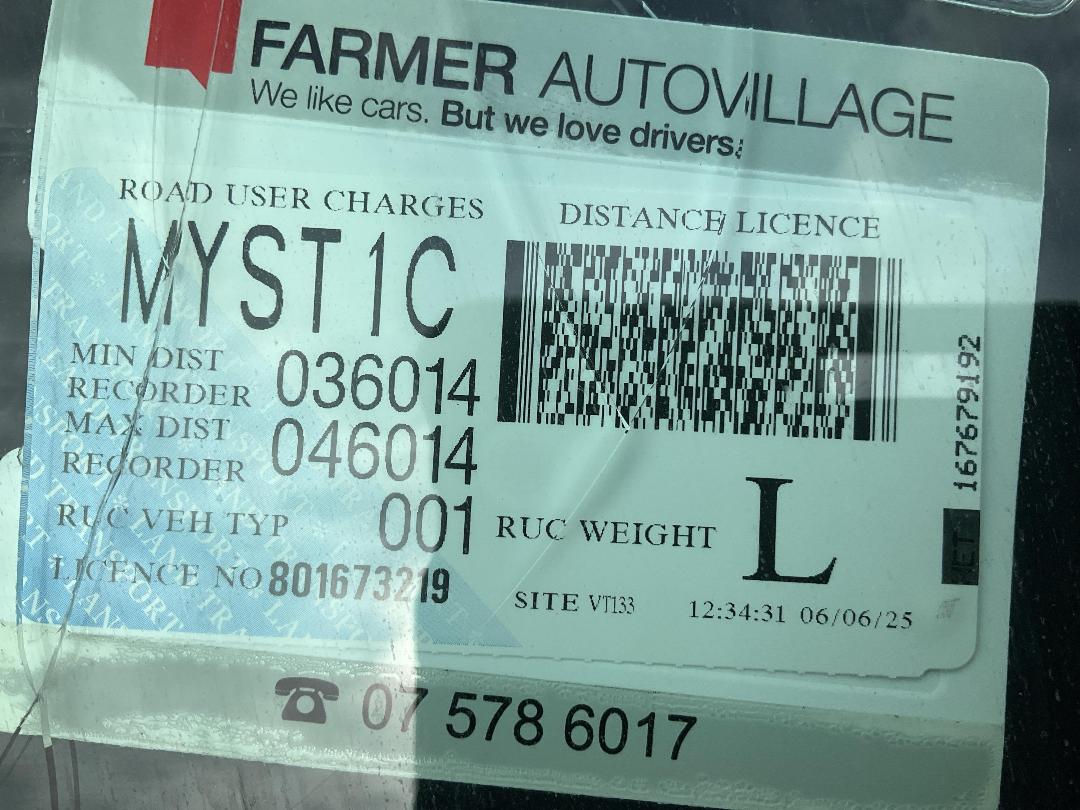 FARMER AUTOVILLAGE
We like cars. But we love drivers.
ROAD USER CHARGES
DISTANCE LICENCE
MYST1C
MIN DIST
RECORDER 036014
MAX DIST
RECORDER 046014
RUC VEH TYP 001
RUC WEIGHT L
LICENCE NO 801673219
SITE VT133 12:34:31 06/06/25
167679192
07 578 6017